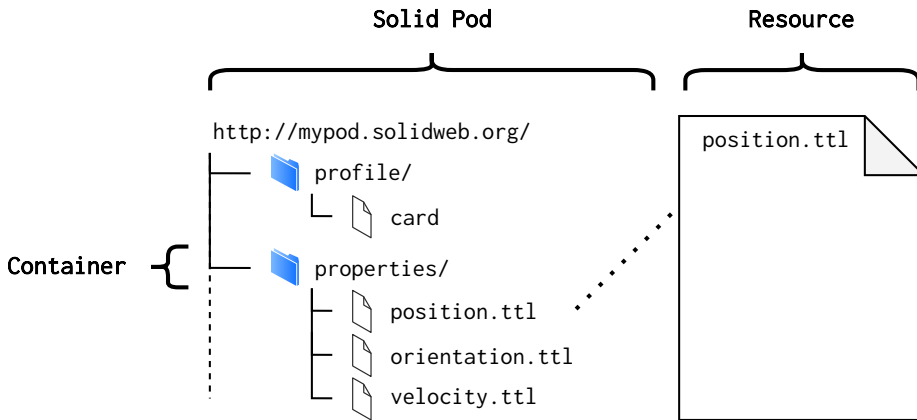 Solid Pod
Resource
http://mypod.solidweb.org/
position.ttl
profile/
card
Container
properties/
position.ttl
orientation.ttl
velocity.ttl